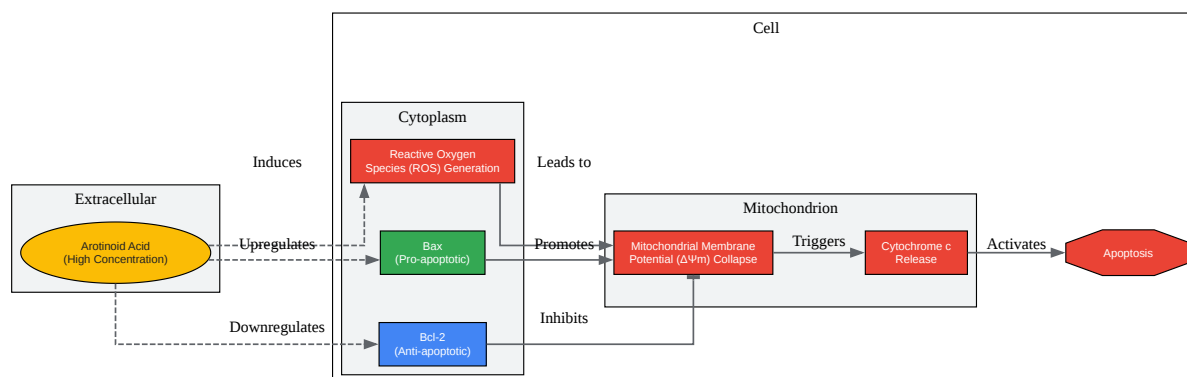 Cell
Cytoplasm
Reactive Oxygen
Species (ROS) Generation
Induces
Leads to
Extracellular
Arotinoid Acid
(High Concentration)
Upregulates
Bax
(Pro-apoptotic)
Promotes
Mitochondrion
Mitochondrial Membrane
Potential (ΔΨm) Collapse
Triggers
Cytochrome c
Release
Activates
Apoptosis
Downregulates
Bcl-2
(Anti-apoptotic)
Inhibits